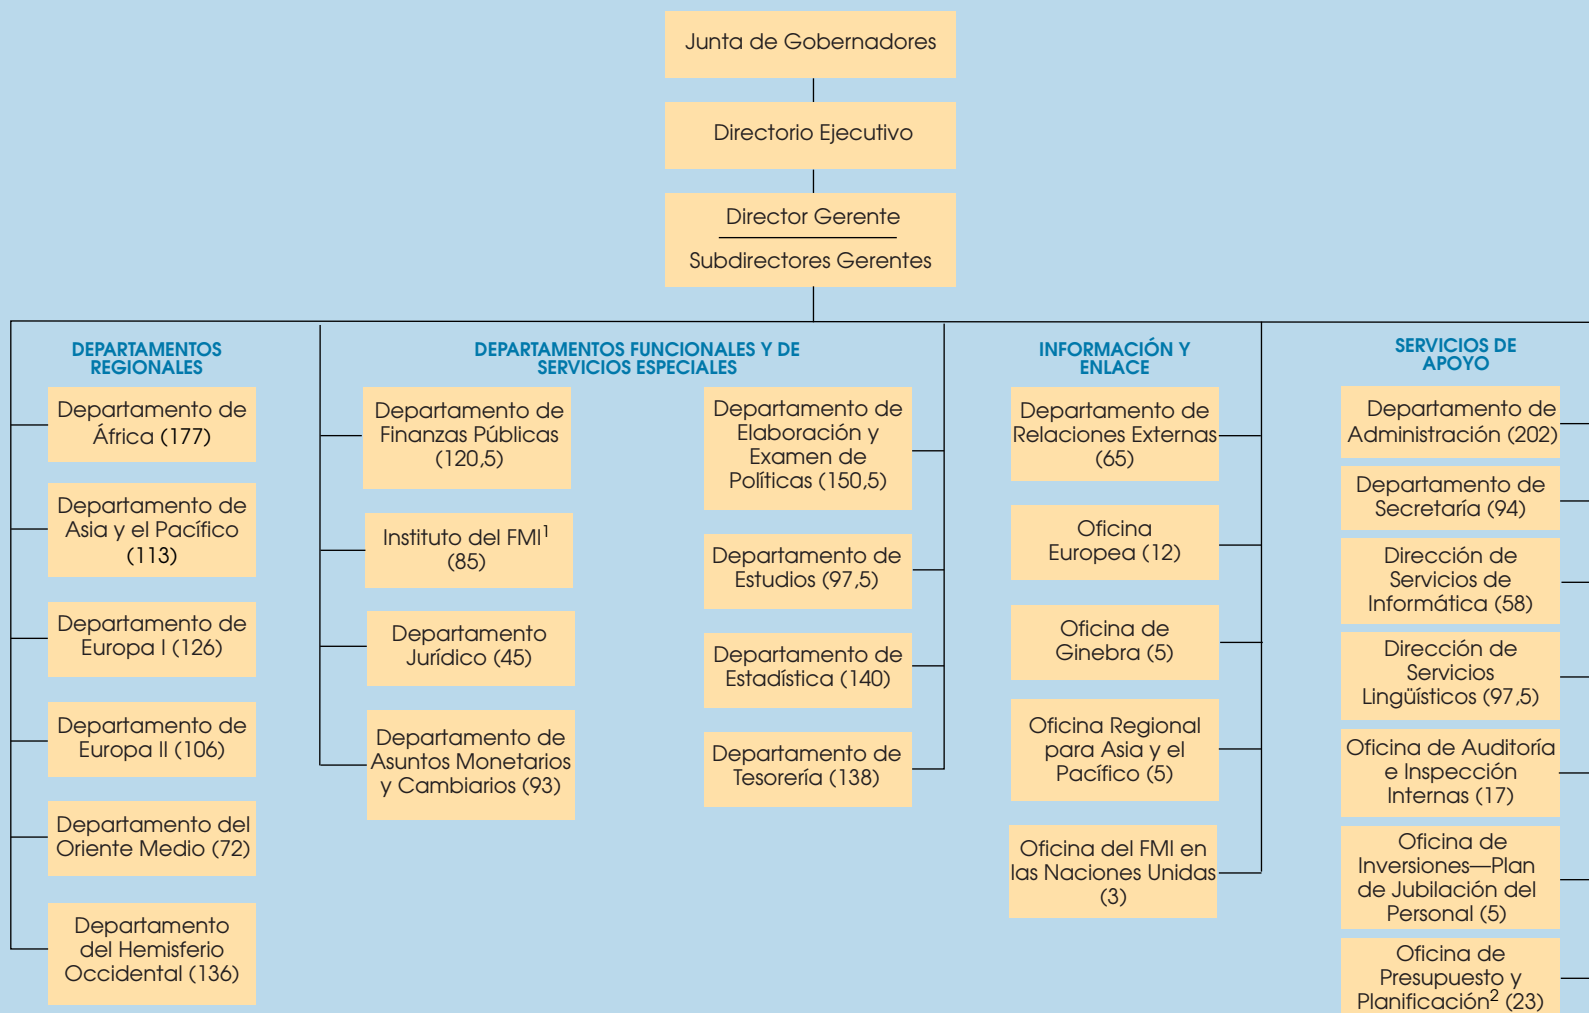 Junta de Gobernadores
Directorio Ejecutivo
Director Gerente
Subdirectores Gerentes
DEPARTAMENTOS
REGIONALES
Departamento de
África (177)
Departamento de
Asia y el Pacífico
(113)
Departamento de
Europa I (126)
Departamento de
Europa II (106)
Departamento del
Oriente Medio (72)
Departamento
del Hemisferio
Occidental (136)
DEPARTAMENTOS FUNCIONALES Y DE
SERVICIOS ESPECIALES
Departamento de
Finanzas Públicas
(120,5)
Instituto del FMI1
(85)
Departamento
Jurídico (45)
Departamento de
Asuntos Monetarios
y Cambiarios (93)
Departamento de
Elaboración y
Examen de
Políticas (150,5)
Departamento de
Estudios (97,5)
Departamento de
Estadística (140)
Departamento de
Tesorería (138)
INFORMACIÓN Y
ENLACE
Departamento de
Relaciones Externas
(65)
Oficina
Europea (12)
Oficina de
Ginebra (5)
Oficina Regional
para Asia y el
Pacífico (5)
Oficina del FMI en
las Naciones Unidas
(3)
SERVICIOS DE
APOYO
Departamento de
Administración (202)
Departamento de
Secretaría (94)
Dirección de
Servicios de
Informática (58)
Dirección de
Servicios
Lingüísticos (97,5)
Oficina de Auditoría
e Inspección
Internas (17)
Oficina de
Inversiones—Plan
de Jubilación del
Personal (5)
Oficina de
Presupuesto y
Planificación2 (23)